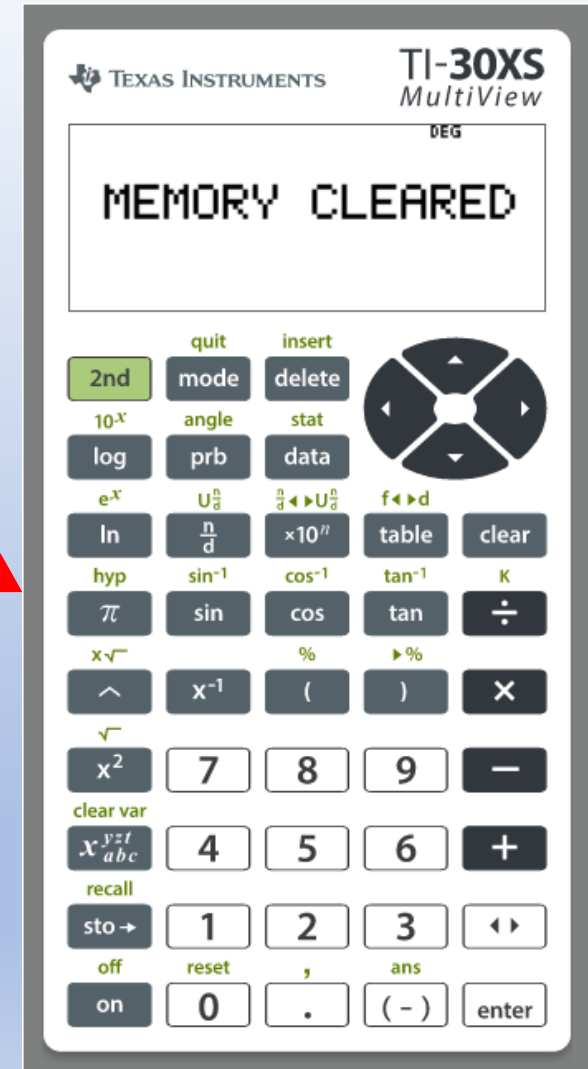 TEXAS INSTRUMENTS TI-30XS
MultiView
DEG
MEMORY CLEARED
quit insert
2nd mode delete
10ˣ angle stat
log prb data
eˣ U n/d n/d ◂▸U n/d f◂▸d
ln n/d ×10ⁿ table clear
hyp sin⁻¹ cos⁻¹ tan⁻¹ K
π sin cos tan ÷
x√ % ▸%
^ x⁻¹ ( ) ×
√
x² 7 8 9 −
clear var
x yzt abc 4 5 6 +
recall
sto→ 1 2 3 ◂▸
off reset , ans
on 0 . (-) enter